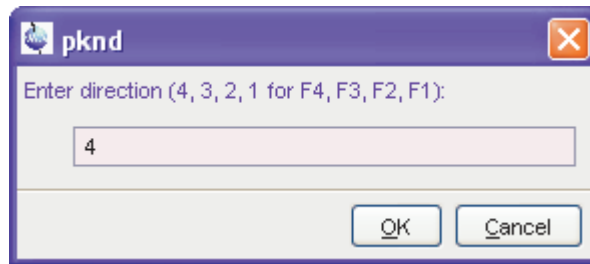 pknd
Enter direction (4, 3, 2, 1 for F4, F3, F2, F1):
4
OK Cancel